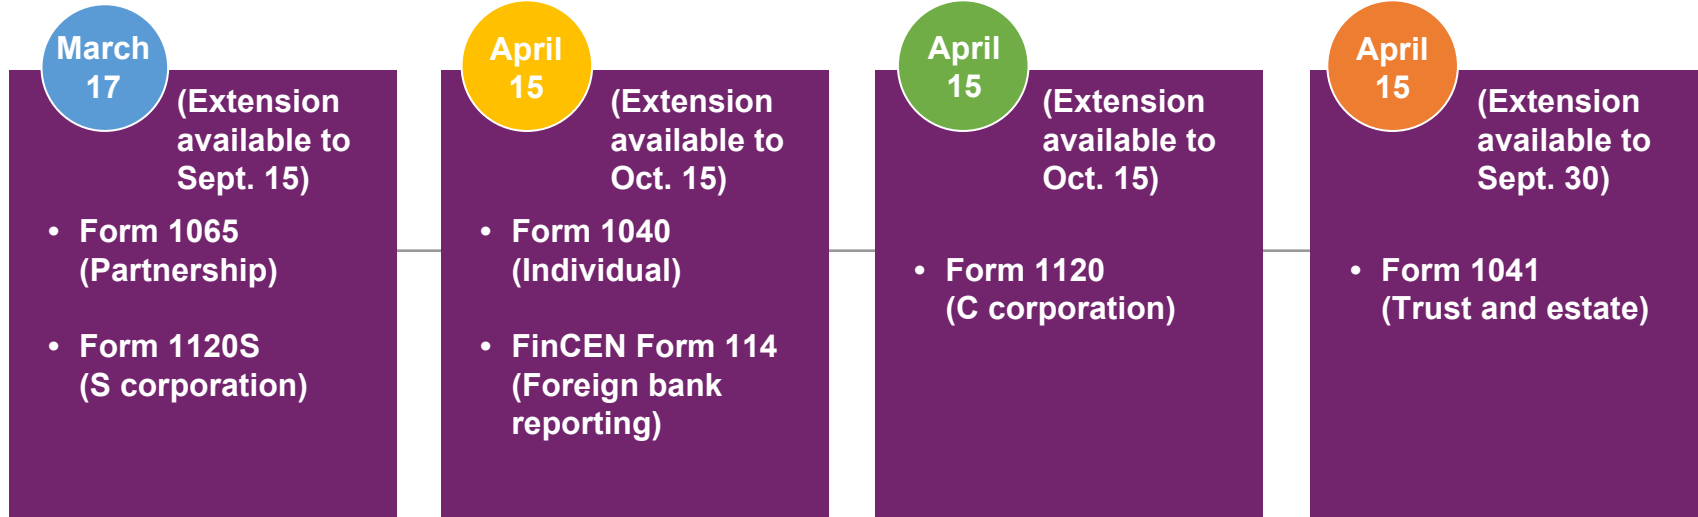 March
17
(Extension
available to
Sept. 15)
• Form 1065
(Partnership)
• Form 1120S
(S corporation)
April
15
(Extension
available to
Oct. 15)
• Form 1040
(Individual)
• FinCEN Form 114
(Foreign bank
reporting)
April
15
(Extension
available to
Oct. 15)
• Form 1120
(C corporation)
April
15
(Extension
available to
Sept. 30)
• Form 1041
(Trust and estate)